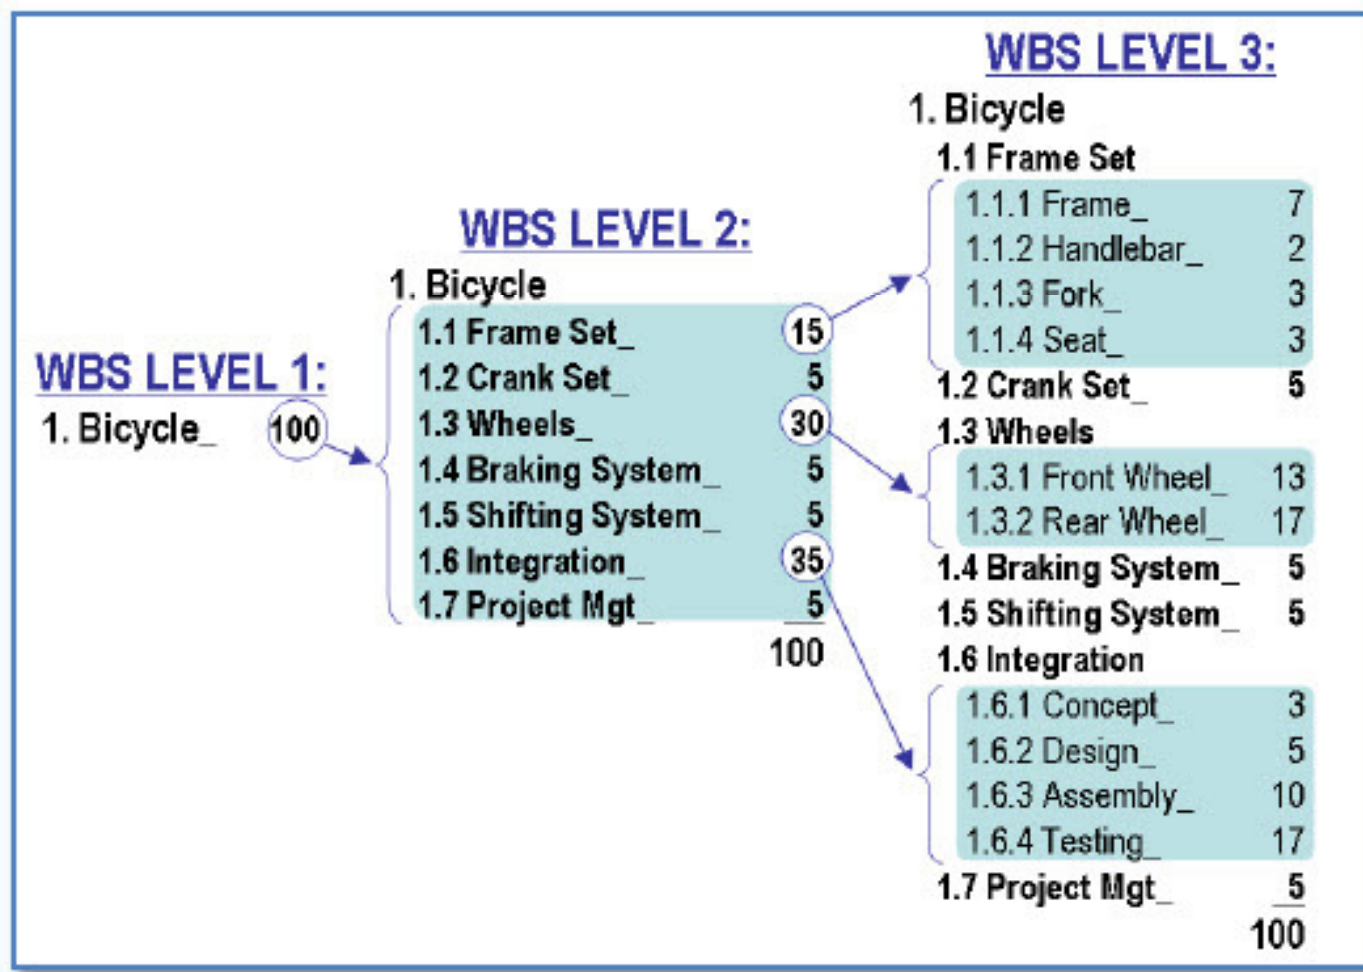 WBS LEVEL 1:
1. Bicycle_ 100
WBS LEVEL 2:
1. Bicycle
1.1 Frame Set_ 15
1.2 Crank Set_ 5
1.3 Wheels_ 30
1.4 Braking System_ 5
1.5 Shifting System_ 5
1.6 Integration_ 35
1.7 Project Mgt_ 5
100
WBS LEVEL 3:
1. Bicycle
1.1 Frame Set
1.1.1 Frame_ 7
1.1.2 Handlebar_ 2
1.1.3 Fork_ 3
1.1.4 Seat_ 3
1.2 Crank Set_ 5
1.3 Wheels
1.3.1 Front Wheel_ 13
1.3.2 Rear Wheel_ 17
1.4 Braking System_ 5
1.5 Shifting System_ 5
1.6 Integration
1.6.1 Concept_ 3
1.6.2 Design_ 5
1.6.3 Assembly_ 10
1.6.4 Testing_ 17
1.7 Project Mgt_ 5
100